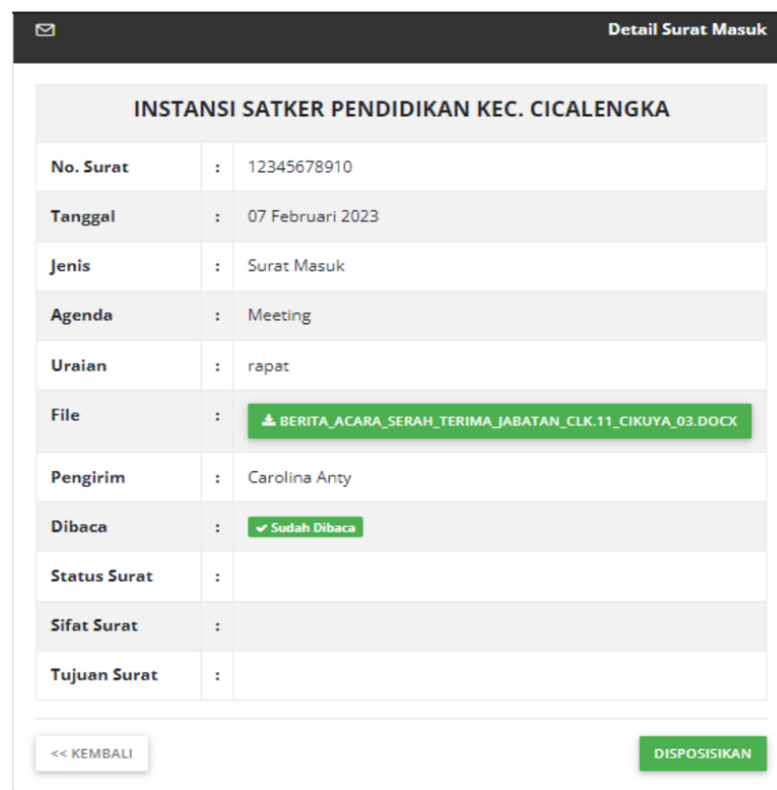 Detail Surat Masuk
INSTANSI SATKER PENDIDIKAN KEC. CICALENGKA
No. Surat : 12345678910
Tanggal : 07 Februari 2023
Jenis : Surat Masuk
Agenda : Meeting
Uraian : rapat
File : BERITA_ACARA_SERAH_TERIMA_JABATAN_CLK.11_CIKUYA_03.DOCX
Pengirim : Carolina Anty
Dibaca : Sudah Dibaca
Status Surat :
Sifat Surat :
Tujuan Surat :
<< KEMBALI DISPOSISIKAN